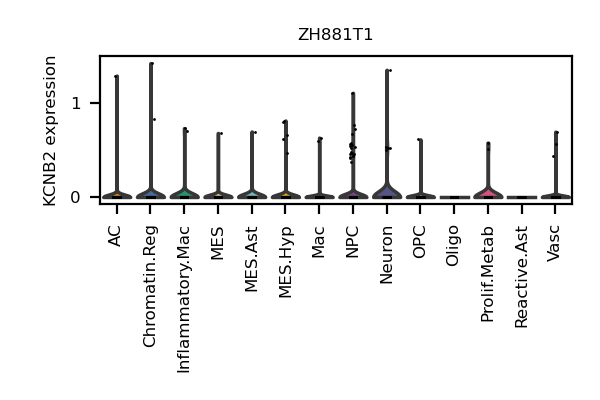 ZH881T1
KCNB2 expression
1
0
AC
Chromatin.Reg
Inflammatory.Mac
MES
MES.Ast
MES.Hyp
Mac
NPC
Neuron
OPC
Oligo
Prolif.Metab
Reactive.Ast
Vasc